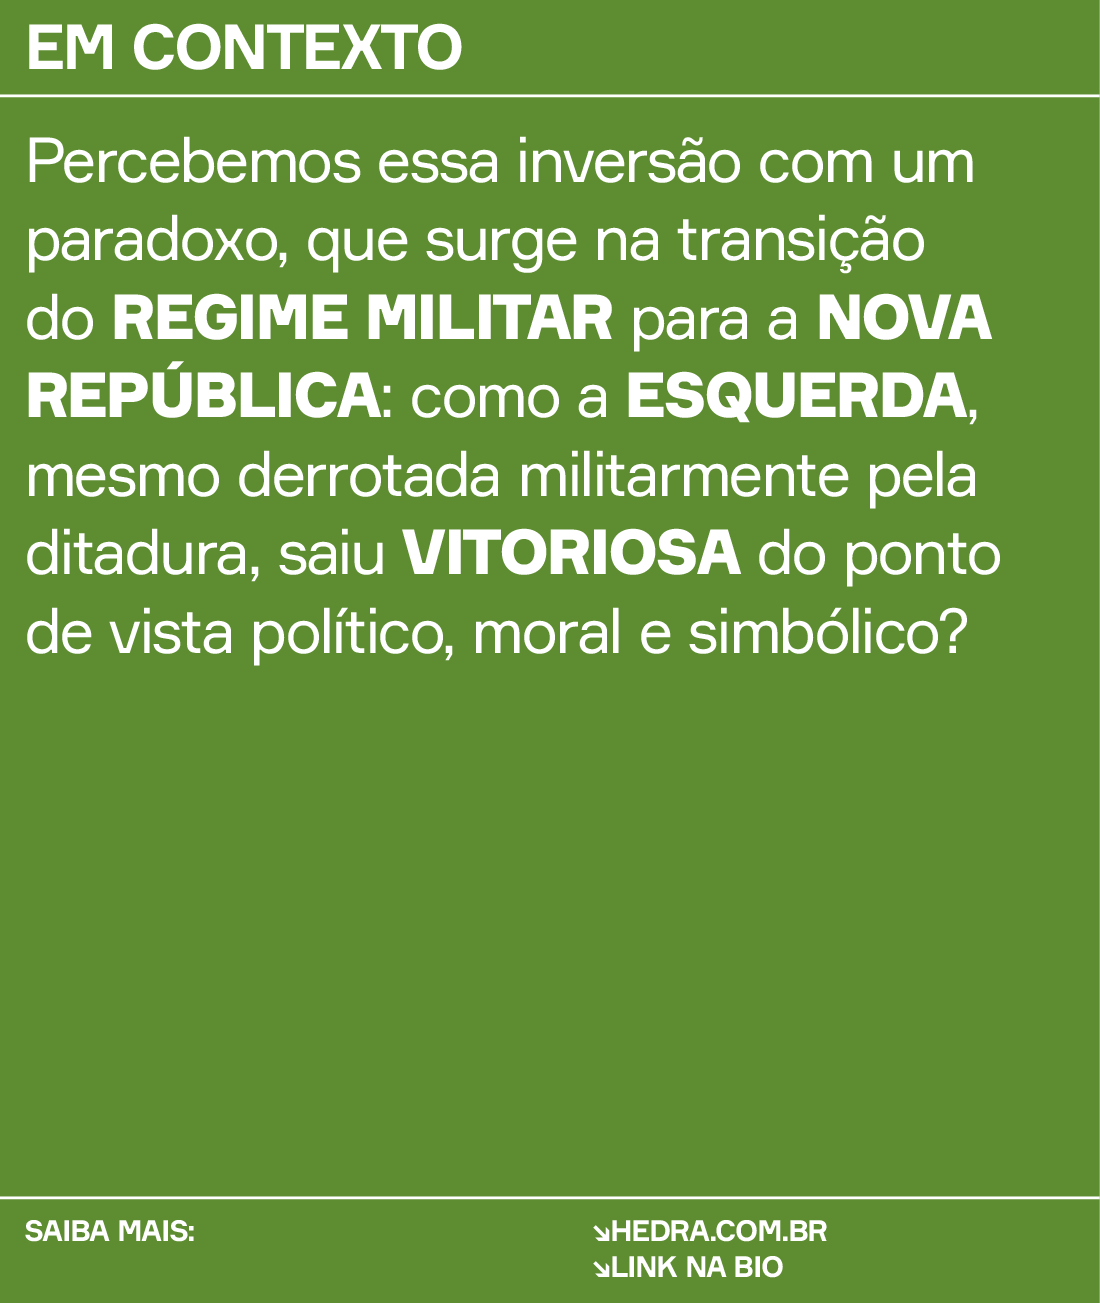 EM CONTEXTO
Percebemos essa inversão com um
paradoxo, que surge na transição
do REGIME MILITAR para a NOVA
REPÚBLICA: como a ESQUERDA,
mesmo derrotada militarmente pela
ditadura, saiu VITORIOSA do ponto
de vista político, moral e simbólico?
SAIBA MAIS:
↘HEDRA.COM.BR
↘LINK NA BIO